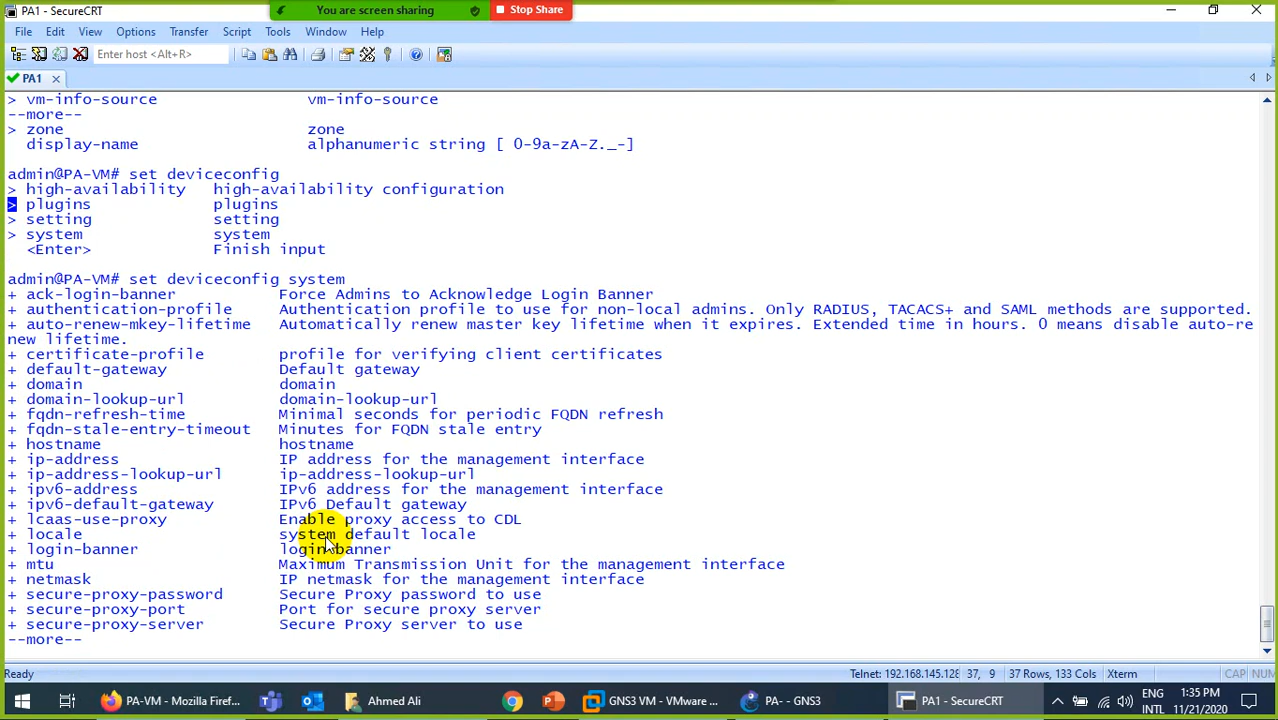 PA1 - SecureCRT
You are screen sharing
Stop Share
File Edit View Options Transfer Script Tools Window Help
Enter host <Alt+R>
PA1
> vm-info-source vm-info-source
--more--
> zone zone
display-name alphanumeric string [ 0-9a-zA-Z._-]
admin@PA-VM# set deviceconfig
> high-availability high-availability configuration
> plugins plugins
> setting setting
> system system
<Enter> Finish input
admin@PA-VM# set deviceconfig system
+ ack-login-banner Force Admins to Acknowledge Login Banner
+ authentication-profile Authentication profile to use for non-local admins. Only RADIUS, TACACS+ and SAML methods are supported.
+ auto-renew-mkey-lifetime Automatically renew master key lifetime when it expires. Extended time in hours. 0 means disable auto-re
new lifetime.
+ certificate-profile profile for verifying client certificates
+ default-gateway Default gateway
+ domain domain
+ domain-lookup-url domain-lookup-url
+ fqdn-refresh-time Minimal seconds for periodic FQDN refresh
+ fqdn-stale-entry-timeout Minutes for FQDN stale entry
+ hostname hostname
+ ip-address IP address for the management interface
+ ip-address-lookup-url ip-address-lookup-url
+ ipv6-address IPv6 address for the management interface
+ ipv6-default-gateway IPv6 Default gateway
+ lcaas-use-proxy Enable proxy access to CDL
+ locale system default locale
+ login-banner login-banner
+ mtu Maximum Transmission Unit for the management interface
+ netmask IP netmask for the management interface
+ secure-proxy-password Secure Proxy password to use
+ secure-proxy-port Port for secure proxy server
+ secure-proxy-server Secure Proxy server to use
--more--
Ready Telnet: 192.168.145.128 37, 9 37 Rows, 133 Cols Xterm CAP NUM
PA-VM - Mozilla Firef... Ahmed Ali GNS3 VM - VMware ... PA- - GNS3 PA1 - SecureCRT
ENG 1:35 PM
INTL 11/21/2020